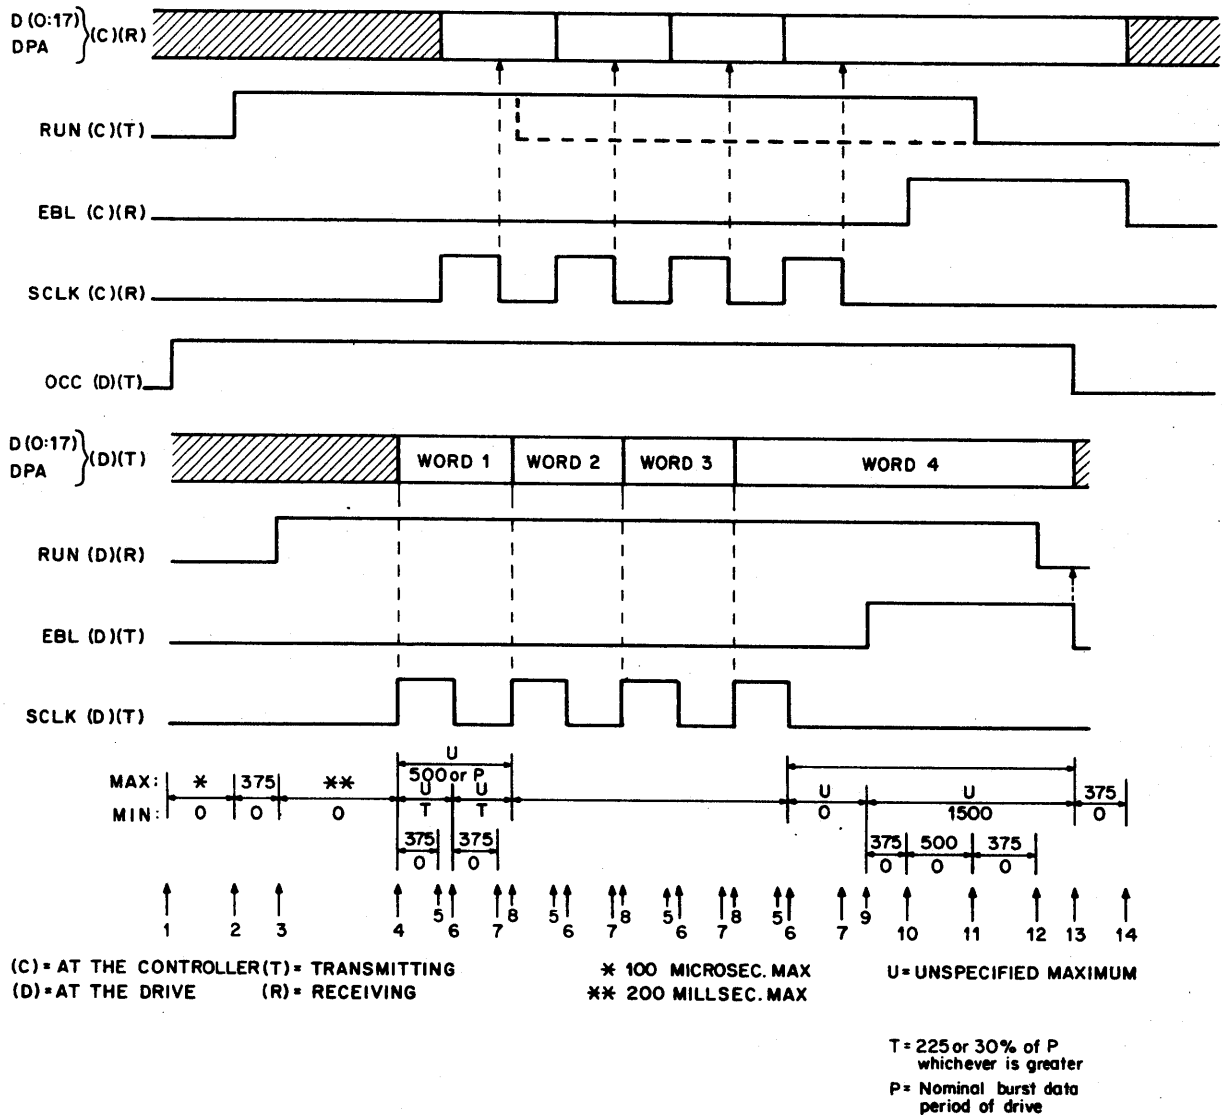 D (0:17)
DPA } (C)(R)
RUN (C)(T)
EBL (C)(R)
SCLK (C)(R)
OCC (D)(T)
D (0:17)
DPA } (D)(T)
WORD 1 WORD 2 WORD 3 WORD 4
RUN (D)(R)
EBL (D)(T)
SCLK (D)(T)
U
500 or P
MAX: * 375 ** U U U U 375
MIN: 0 0 0 T T 0 1500 0
375 375 375 500 375
0 0 0 0 0
1 2 3 4 5 6 7 8 5 6 7 8 5 6 7 8 5 6 7 9 10 11 12 13 14
(C)= AT THE CONTROLLER (T)= TRANSMITTING * 100 MICROSEC. MAX U= UNSPECIFIED MAXIMUM
(D)= AT THE DRIVE (R)= RECEIVING ** 200 MILLSEC. MAX
T= 225 or 30% of P
whichever is greater
P= Nominal burst data
period of drive